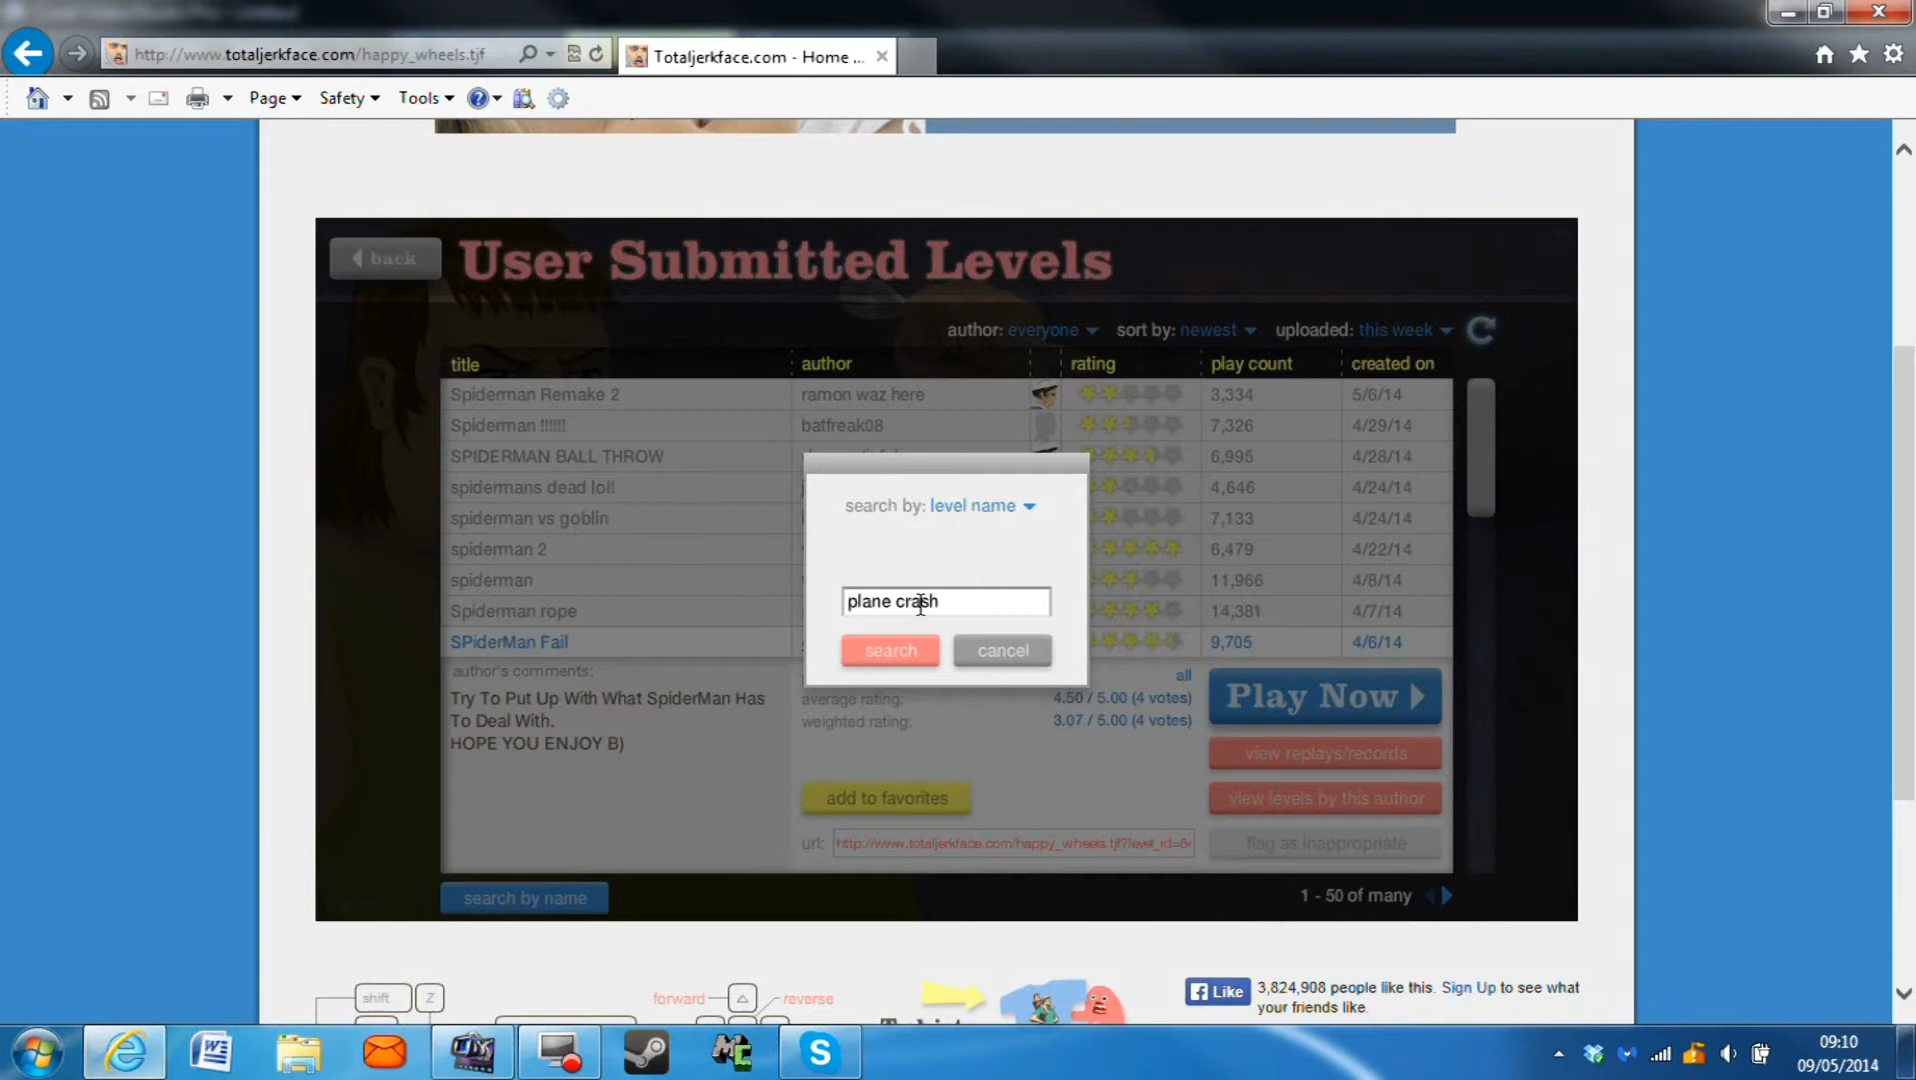 http://www.totaljerkface.com/happy_wheels.tjf
Totaljerkface.com - Home ...
Page
Safety
Tools
back
User Submitted Levels
author: everyone sort by: newest uploaded: this week
title author rating play count created on
Spiderman Remake 2 ramon waz here 3,334 5/6/14
Spiderman !!!!!! batfreak08 7,326 4/29/14
SPIDERMAN BALL THROW 6,995 4/28/14
spidermans dead lol! 4,646 4/24/14
spiderman vs goblin 7,133 4/24/14
spiderman 2 6,479 4/22/14
spiderman 11,966 4/8/14
Spiderman rope 14,381 4/7/14
SPiderMan Fail 9,705 4/6/14
search by: level name
plane crash
search cancel
author's comments:
Try To Put Up With What SpiderMan Has
To Deal With.
HOPE YOU ENJOY B)
all
average rating: 4.50 / 5.00 (4 votes)
weighted rating: 3.07 / 5.00 (4 votes)
Play Now
view replays/records
add to favorites
view levels by this author
url: http://www.totaljerkface.com/happy_wheels.tjf?level_id=6
flag as inappropriate
search by name
1 - 50 of many
shift Z
forward
reverse
Like
3,824,908 people like this. Sign Up to see what
your friends like.
09:10
09/05/2014